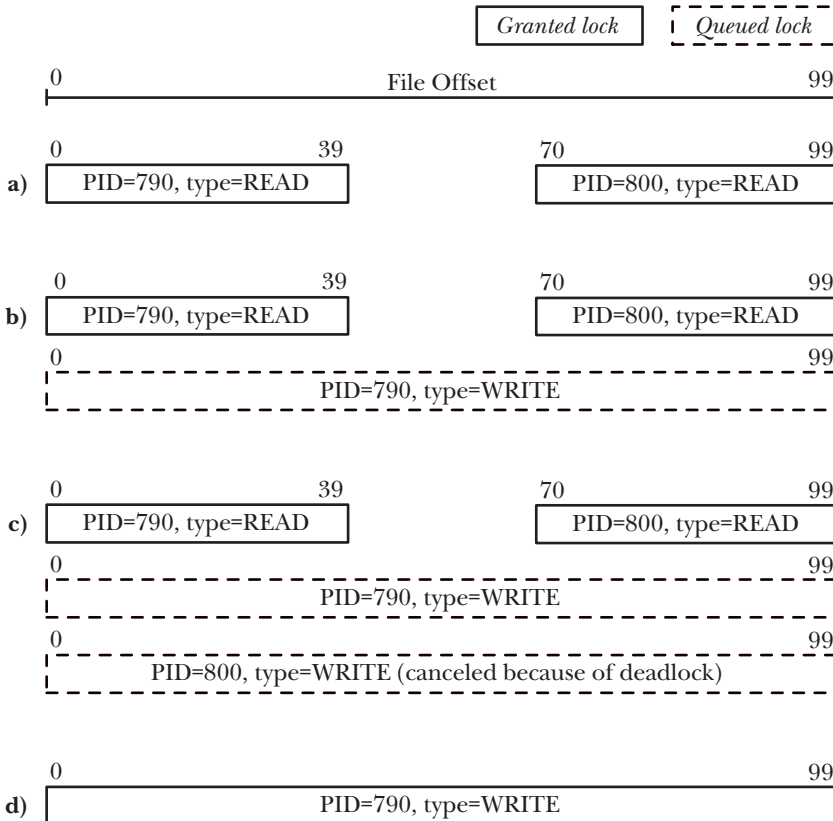 Granted lock Queued lock
0 99
File Offset
0 39 70 99
a) PID=790, type=READ PID=800, type=READ
0 39 70 99
b) PID=790, type=READ PID=800, type=READ
0 99
PID=790, type=WRITE
0 39 70 99
c) PID=790, type=READ PID=800, type=READ
0 99
PID=790, type=WRITE
0 99
PID=800, type=WRITE (canceled because of deadlock)
0 99
d) PID=790, type=WRITE